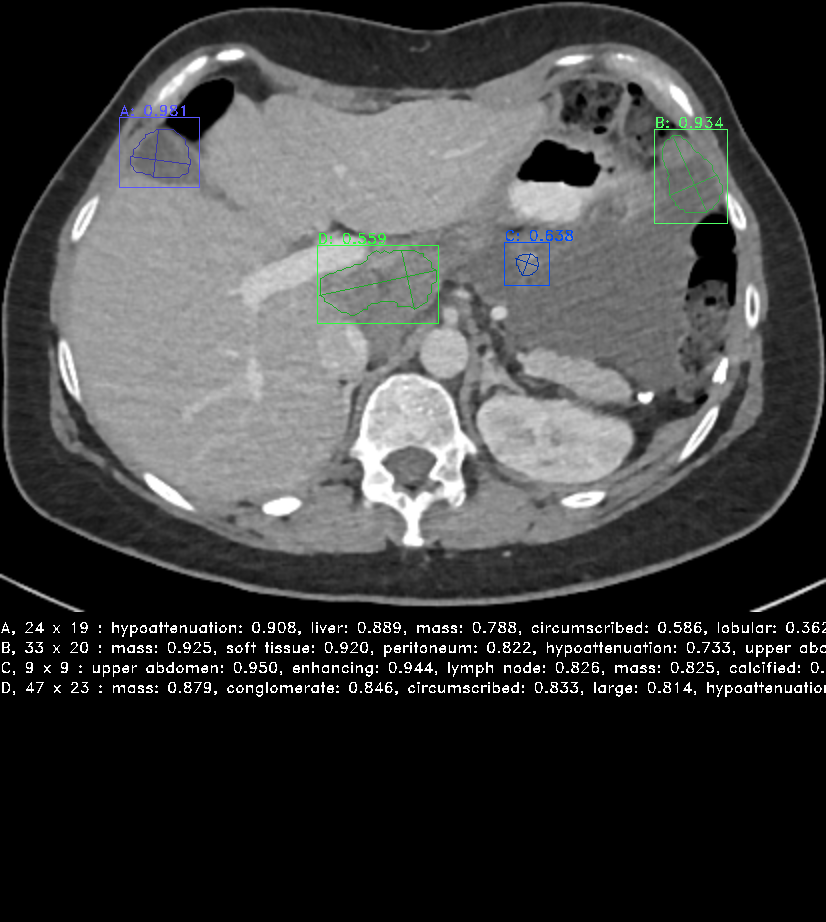 A: 0.981
B: 0.934
C: 0.638
D: 0.559
A, 24 x 19 : hypoattenuation: 0.908, liver: 0.889, mass: 0.788, circumscribed: 0.586, lobular: 0.362
B, 33 x 20 : mass: 0.925, soft tissue: 0.920, peritoneum: 0.822, hypoattenuation: 0.733, upper abd
C, 9 x 9 : upper abdomen: 0.950, enhancing: 0.944, lymph node: 0.826, mass: 0.825, calcified: 0.
D, 47 x 23 : mass: 0.879, conglomerate: 0.846, circumscribed: 0.833, large: 0.814, hypoattenuation